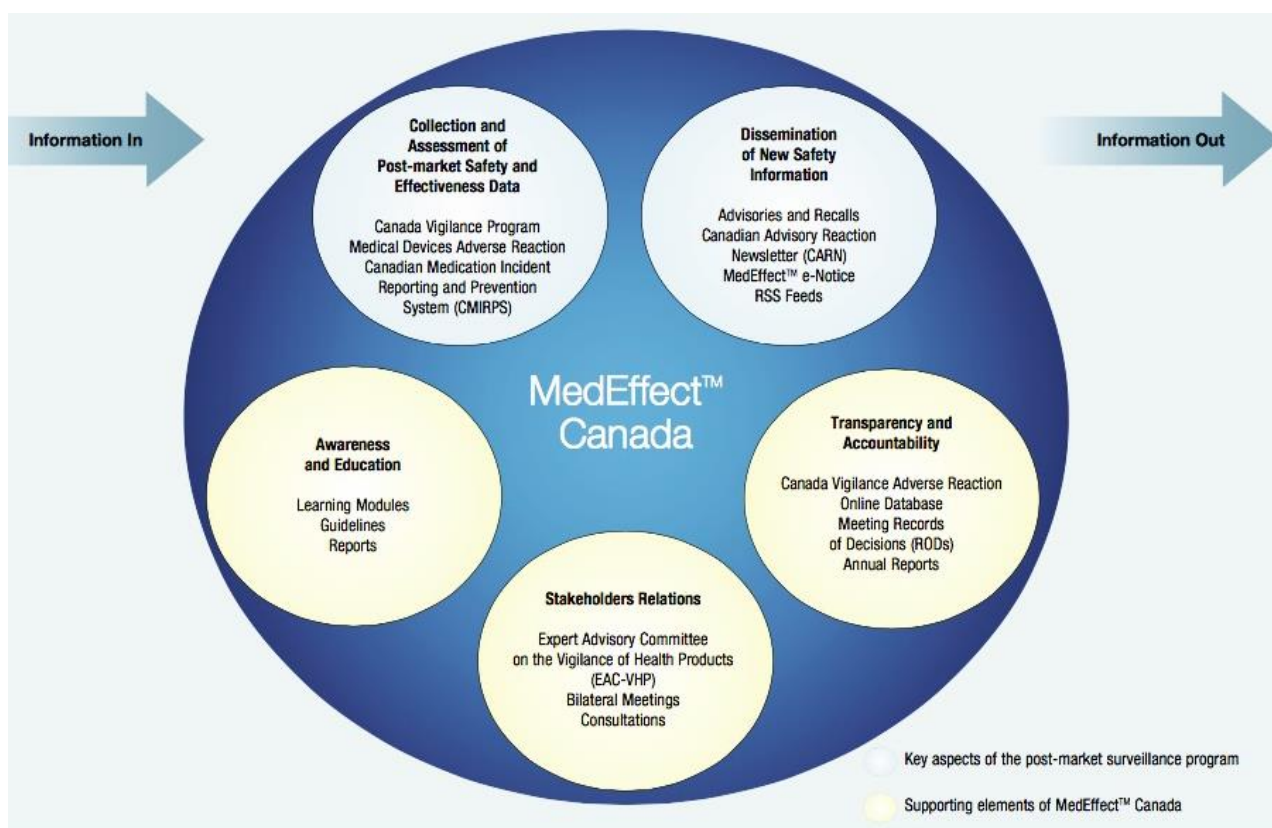 Information In
Collection and
Assessment of
Post-market Safety and
Effectiveness Data
Canada Vigilance Program
Medical Devices Adverse Reaction
Canadian Medication Incident
Reporting and Prevention
System (CMIRPS)
Dissemination
of New Safety
Information
Advisories and Recalls
Canadian Advisory Reaction
Newsletter (CARN)
MedEffect™ e-Notice
RSS Feeds
Information Out
MedEffect™
Canada
Awareness
and Education
Learning Modules
Guidelines
Reports
Transparency and
Accountability
Canada Vigilance Adverse Reaction
Online Database
Meeting Records
of Decisions (RODs)
Annual Reports
Stakeholders Relations
Expert Advisory Committee
on the Vigilance of Health Products
(EAC-VHP)
Bilateral Meetings
Consultations
Key aspects of the post-market surveillance program
Supporting elements of MedEffect™ Canada